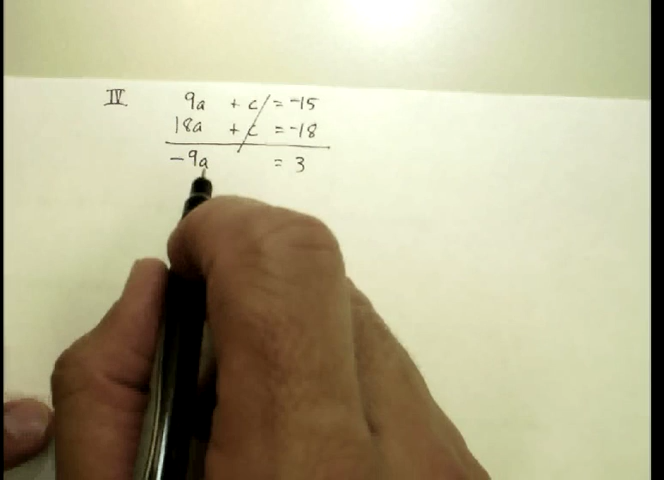 IV 9a + c = -15
18a + c = -18
-9a = 3